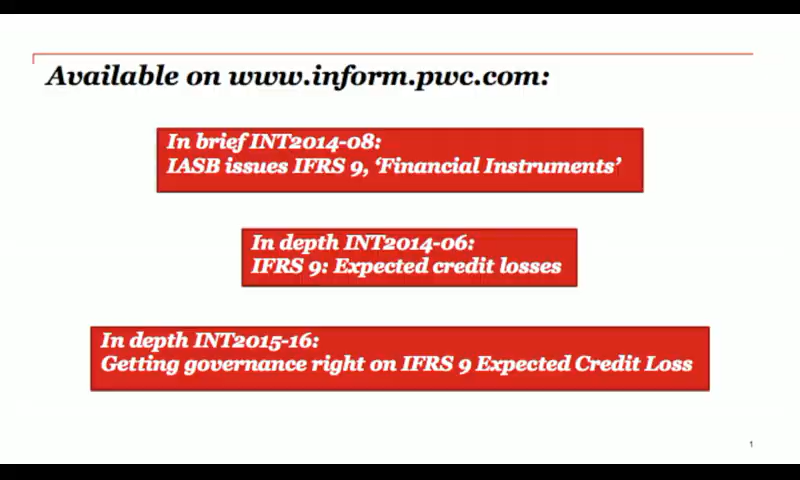 Available on www.inform.pwc.com:
In brief INT2014-08:
IASB issues IFRS 9, ‘Financial Instruments’
In depth INT2014-06:
IFRS 9: Expected credit losses
In depth INT2015-16:
Getting governance right on IFRS 9 Expected Credit Loss
1